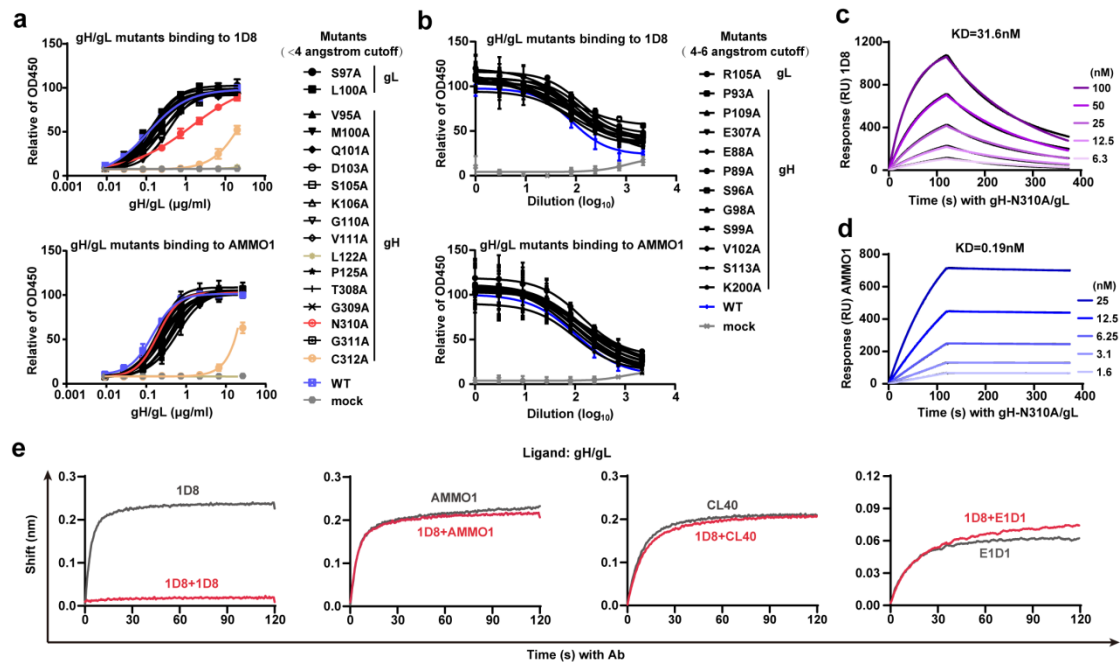 a
gH/gL mutants binding to 1D8
Relative of OD450
150
100
50
0
0.001
0.01
0.1
1
10
100
gH/gL (µg/ml)
gH/gL mutants binding to AMMO1
Relative of OD450
150
100
50
0
0.001
0.01
0.1
1
10
100
gH/gL (µg/ml)
Mutants
(<4 angstrom cutoff)
S97A
L100A
gL
V95A
M100A
Q101A
D103A
S105A
K106A
G110A
V111A
L122A
P125A
T308A
G309A
N310A
G311A
C312A
gH
WT
mock
b
gH/gL mutants binding to 1D8
Relative of OD450
150
100
50
0
0
1
2
3
4
Dilution (log10)
gH/gL mutants binding to AMMO1
Relative of OD450
150
100
50
0
0
1
2
3
4
Dilution (log10)
Mutants
(4-6 angstrom cutoff)
R105A
gL
P93A
P109A
E307A
E88A
P89A
S96A
G98A
S99A
V102A
S113A
K200A
gH
WT
mock
c
KD=31.6nM
Response (RU) 1D8
1200
800
400
0
0
100
200
300
400
Time (s) with gH-N310A/gL
(nM)
100
50
25
12.5
6.3
d
KD=0.19nM
Response (RU) AMMO1
800
600
400
200
0
0
100
200
300
400
Time (s) with gH-N310A/gL
(nM)
25
12.5
6.25
3.1
1.6
e
Ligand: gH/gL
Shift (nm)
0.3
0.2
0.1
0.0
0
30
60
90
120
1D8
1D8+1D8
0.3
0.2
0.1
0.0
0
30
60
90
120
AMMO1
1D8+AMMO1
0.3
0.2
0.1
0.0
0
30
60
90
120
CL40
1D8+CL40
0.12
0.09
0.06
0.03
0.00
0
30
60
90
120
1D8+E1D1
E1D1
Time (s) with Ab